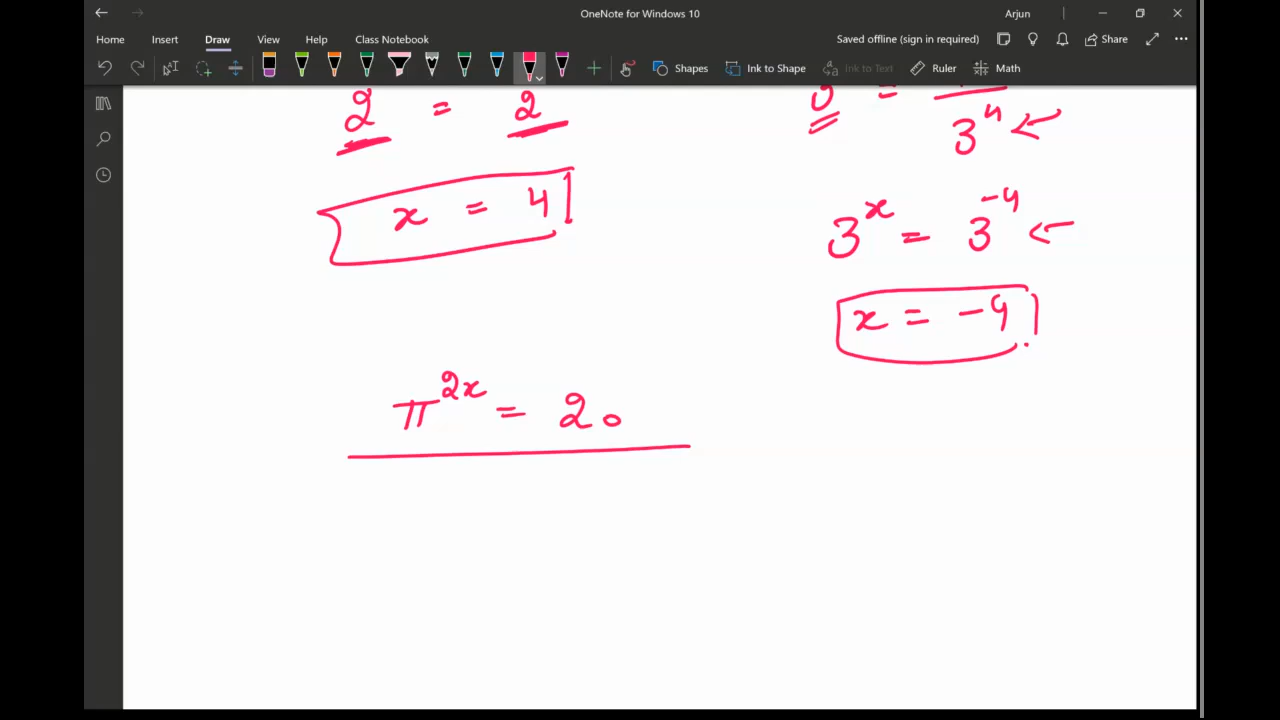 OneNote for Windows 10
Arjun
Home Insert Draw View Help Class Notebook
Saved offline (sign in required) Share
Shapes Ink to Shape Ink to Text Ruler Math
2 = 2
x = 4
=
3^4
3^x = 3^-4
x = -4
π^2x = 20